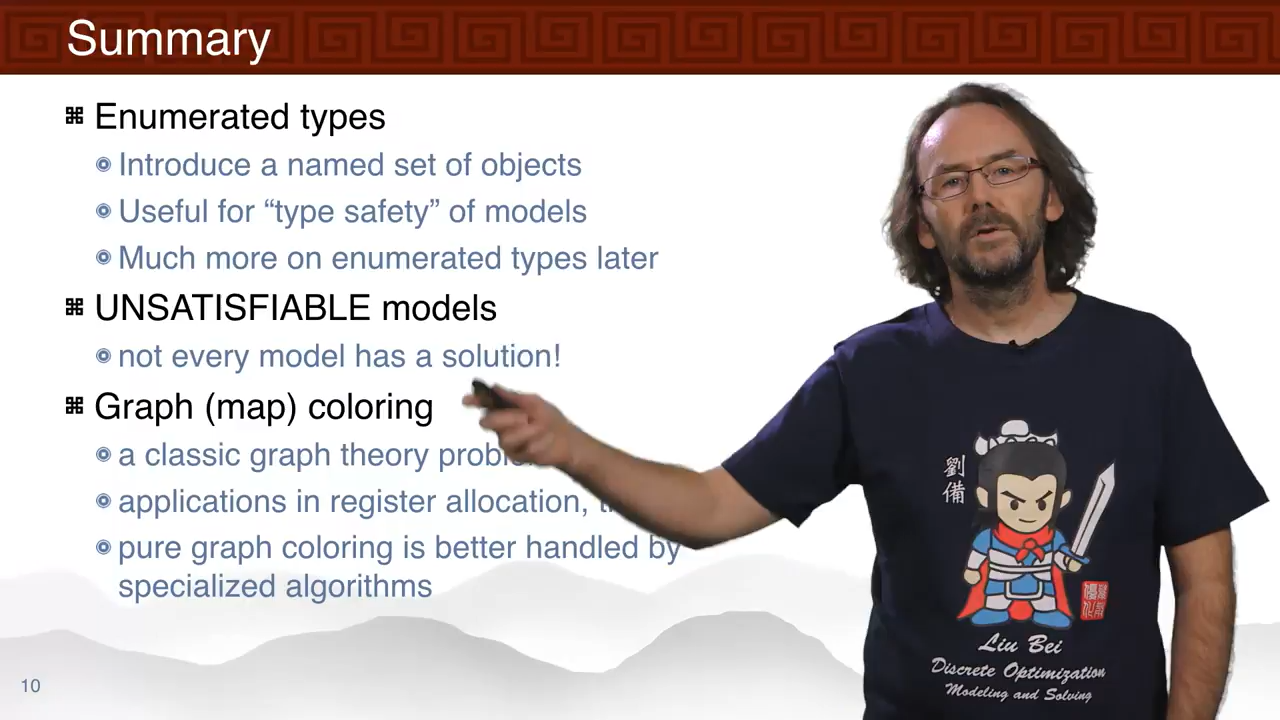 Summary
Enumerated types
Introduce a named set of objects
Useful for “type safety” of models
Much more on enumerated types later
UNSATISFIABLE models
not every model has a solution!
Graph (map) coloring
a classic graph theory
applications in register allocation,
pure graph coloring is better handled by
specialized algorithms
10
劉
備
Liu Bei
Discrete Optimization
Modeling and Solving